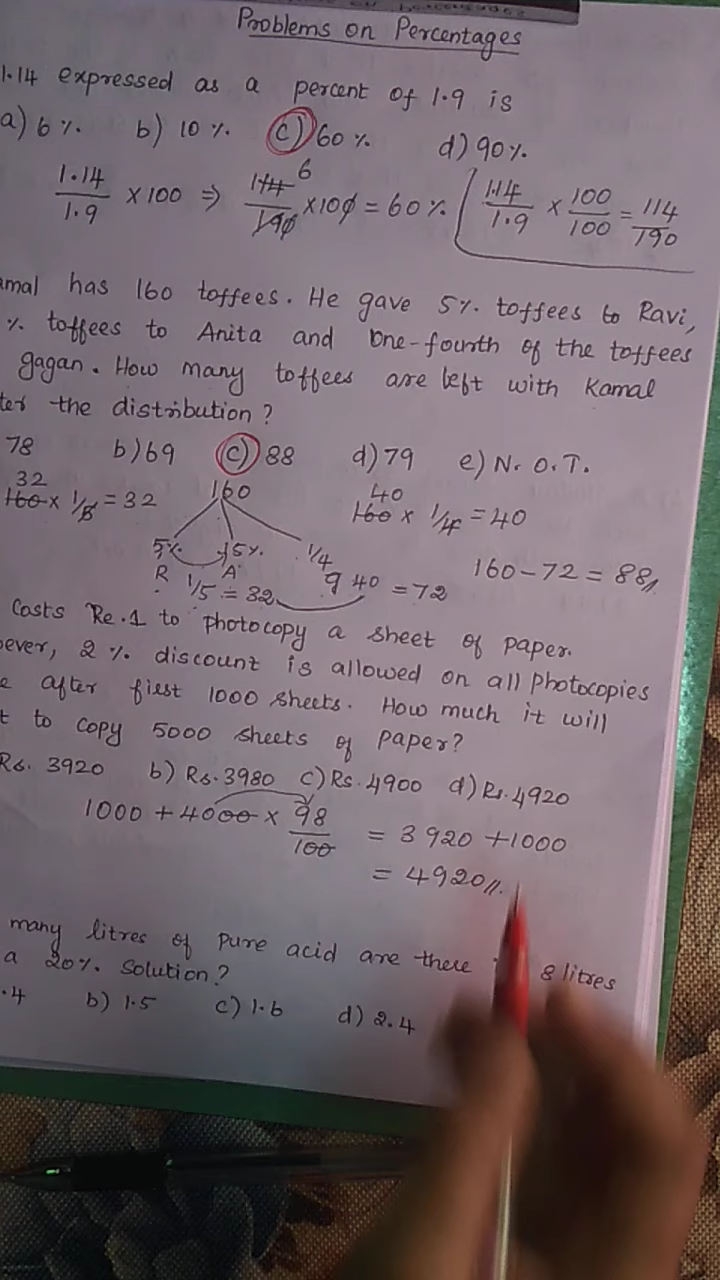 Problems on Percentages
1.14 expressed as a percent of 1.9 is
a) 6 %. b) 10 %. (c) 60 %. d) 90 %.
1.14/1.9 × 100 ⇒ 114/190 6 × 100 = 60 % 1.14/1.9 × 100/100 = 114/190
amal has 160 toffees. He gave 5% toffees to Ravi,
% toffees to Anita and One-fourth of the toffees
gagan. How many toffees are left with Kamal
ter the distribution?
78 b) 69 (c) 88 d) 79 e) N. O. T.
32 160 × 1/5 = 32 160 40 160 × 1/4 = 40
5% 15% 1/4
R A 9 40 = 72 160 - 72 = 88//
1/5 = 32
Costs Re. 1 to photocopy a sheet of paper.
ever, 2 % discount is allowed on all photocopies
e after first 1000 sheets. How much it will
t to copy 5000 sheets of paper?
Rs. 3920 b) Rs. 3980 c) Rs. 4900 d) Rs. 4920
1000 + 4000 × 98/100 = 3920 + 1000
= 4920//.
many litres of pure acid are there 8 litres
a 20%. Solution?
.4 b) 1.5 c) 1.6 d) 2.4